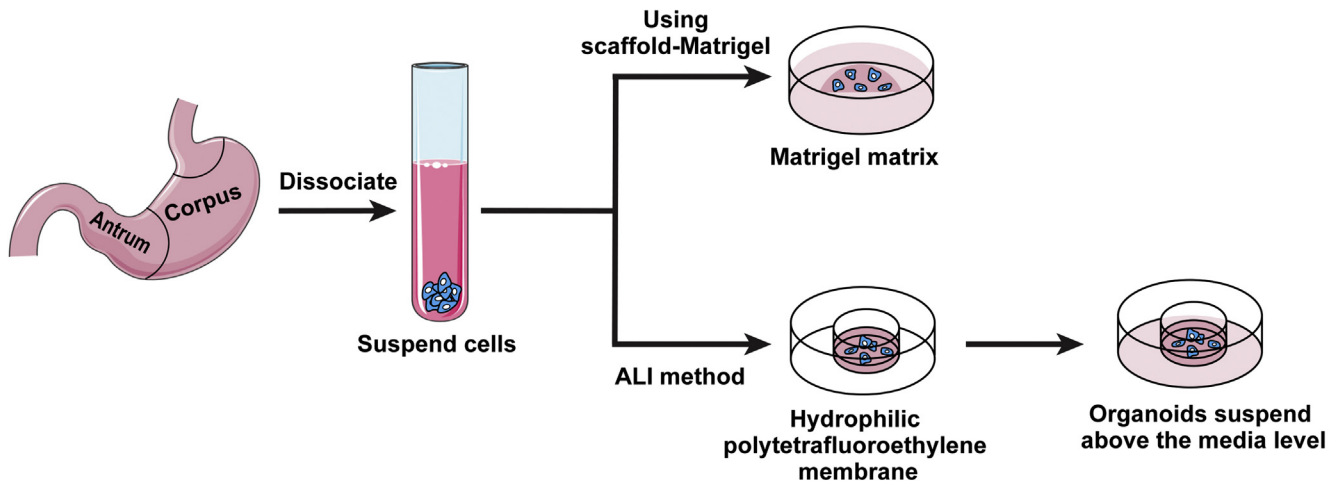 Using
scaffold-Matrigel
Matrigel matrix
Corpus
Antrum
Dissociate
Suspend cells
ALI method
Hydrophilic
polytetrafluoroethylene
membrane
Organoids suspend
above the media level